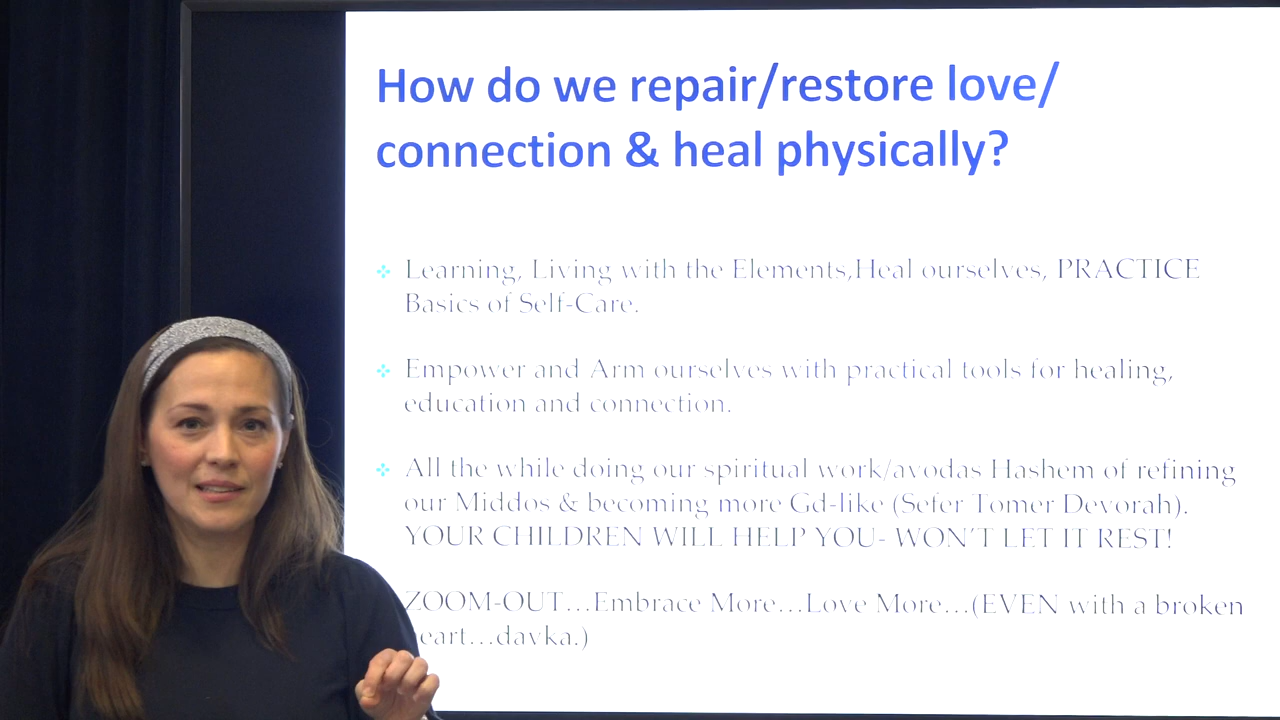 How do we repair/restore love/
connection & heal physically?
Learning, Living with the Elements,Heal ourselves, PRACTICE
Basics of Self-Care.
Empower and Arm ourselves with practical tools for healing,
education and connection.
All the while doing our spiritual work/avodas Hashem of refining
our Middos & becoming more Gd-like (Sefer Tomer Devorah).
YOUR CHILDREN WILL HELP YOU- WON'T LET IT REST!
ZOOM-OUT...Embrace More...Love More...(EVEN with a broken
heart...davka.)